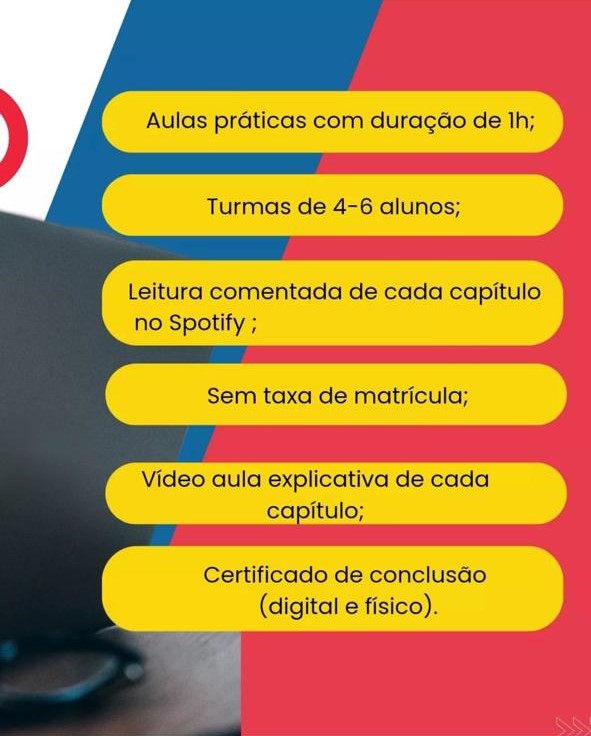 Aulas práticas com duração de 1h;
Turmas de 4-6 alunos;
Leitura comentada de cada capítulo
no Spotify ;
Sem taxa de matrícula;
Vídeo aula explicativa de cada
capítulo;
Certificado de conclusão
(digital e físico).